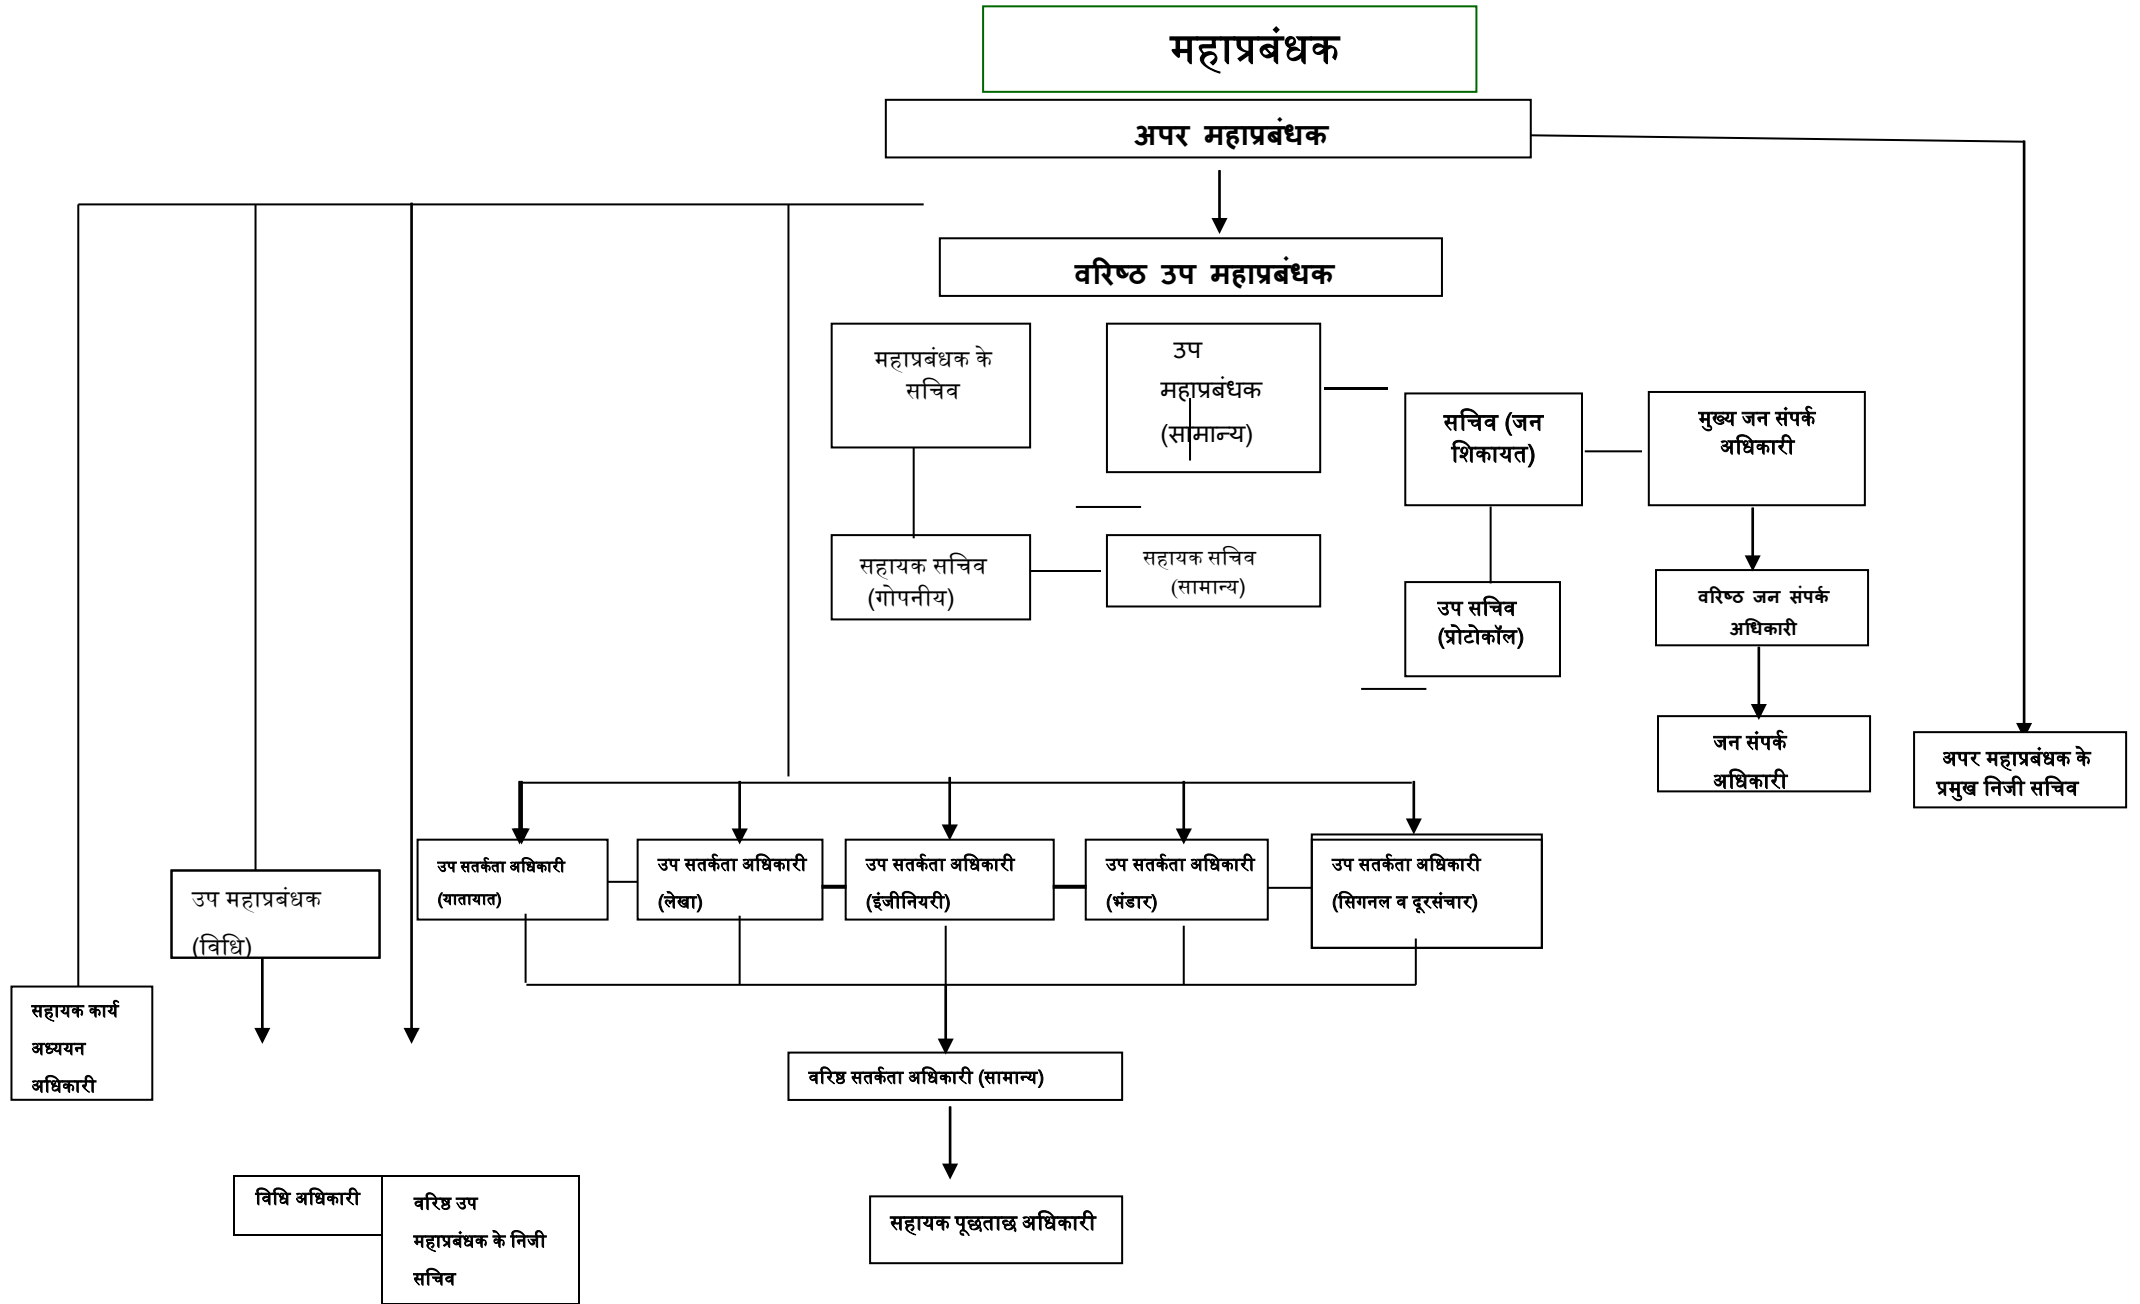 महाप्रबंधक
अपर महाप्रबंधक
वरिष्ठ उप महाप्रबंधक
महाप्रबंधक के
सचिव
उप
महाप्रबंधक
(सामान्य)
सचिव (जन
शिकायत)
मुख्य जन संपर्क
अधिकारी
सहायक सचिव
(गोपनीय)
सहायक सचिव
(सामान्य)
उप सचिव
(प्रोटोकॉल)
वरिष्ठ जन संपर्क
अधिकारी
जन संपर्क
अधिकारी
अपर महाप्रबंधक के
प्रमुख निजी सचिव
उप सतर्कता अधिकारी
(यातायात)
उप सतर्कता अधिकारी
(लेखा)
उप सतर्कता अधिकारी
(इंजीनियरी)
उप सतर्कता अधिकारी
(भंडार)
उप सतर्कता अधिकारी
(सिगनल व दूरसंचार)
उप महाप्रबंधक
(विधि)
सहायक कार्य
अध्ययन
अधिकारी
वरिष्ठ सतर्कता अधिकारी (सामान्य)
विधि अधिकारी
वरिष्ठ उप
महाप्रबंधक के निजी
सचिव
सहायक पूछताछ अधिकारी